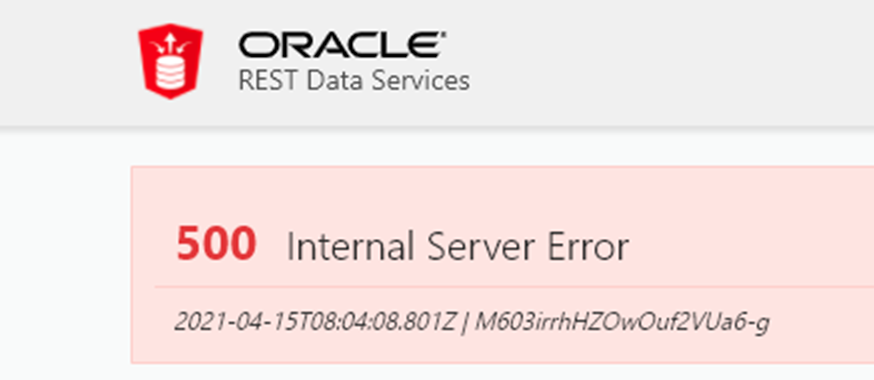 ORACLE®
REST Data Services
500 Internal Server Error
2021-04-15T08:04:08.801Z | M603irrhHZOwOuf2VUa6-g